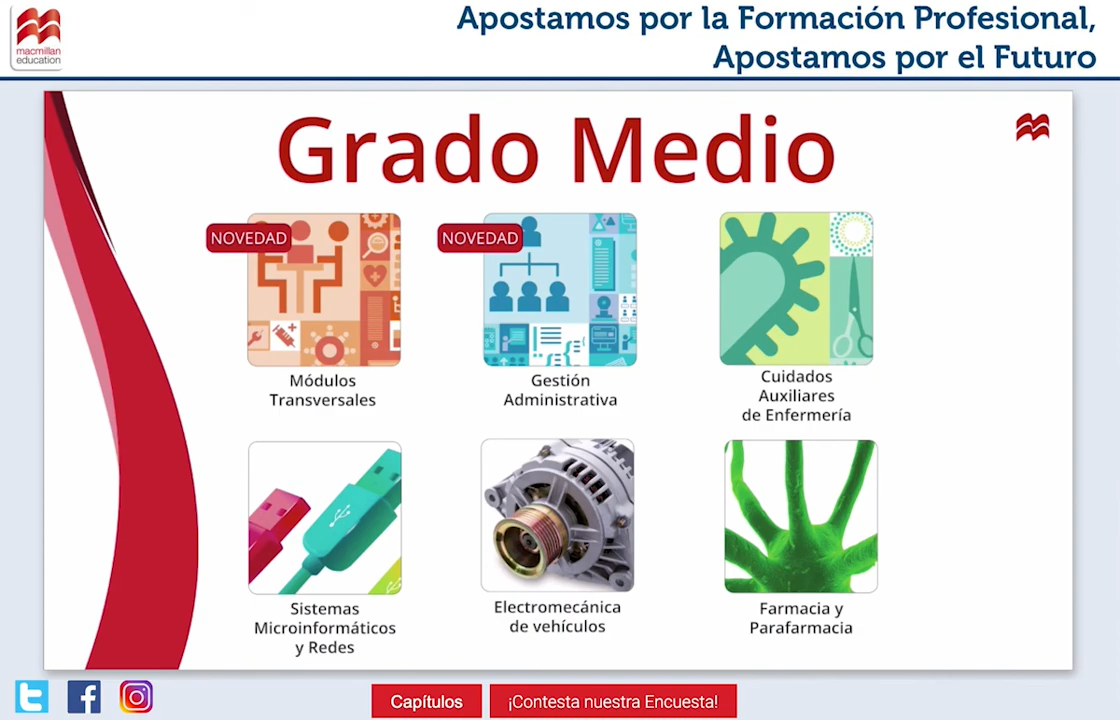 macmillan
education
Apostamos por la Formación Profesional,
Apostamos por el Futuro
Grado Medio
NOVEDAD
NOVEDAD
Módulos
Transversales
Gestión
Administrativa
Cuidados
Auxiliares
de Enfermería
Sistemas
Microinformáticos
y Redes
Electromecánica
de vehículos
Farmacia y
Parafarmacia
Capítulos
¡Contesta nuestra Encuesta!